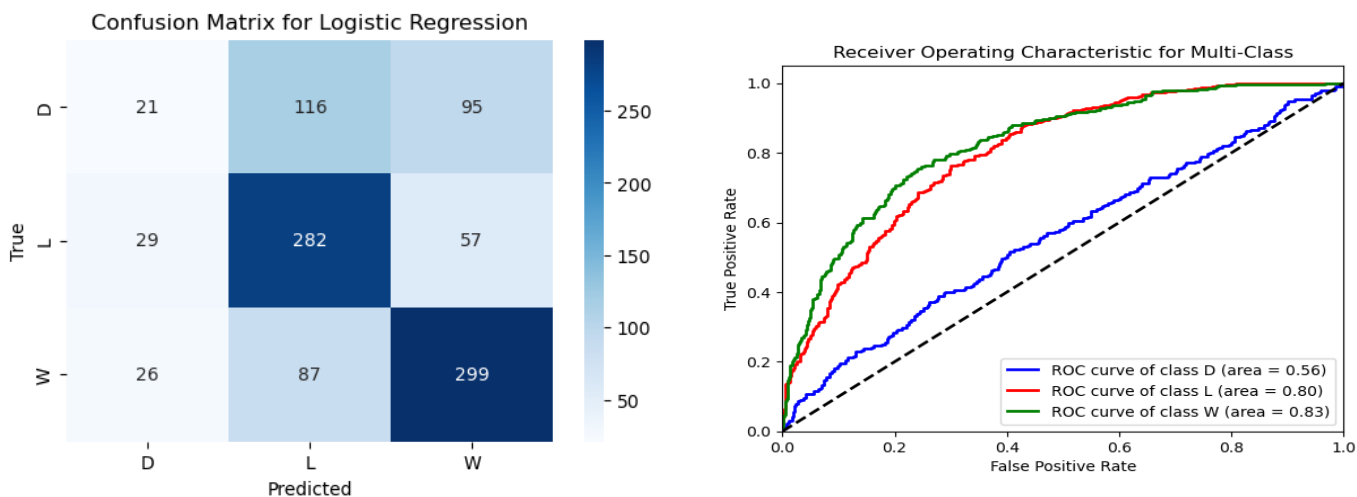 Confusion Matrix for Logistic Regression
D 21 116 95
L 29 282 57
W 26 87 299
True
D L W
Predicted
250
200
150
100
50
Receiver Operating Characteristic for Multi-Class
1.0
0.8
0.6
0.4
0.2
0.0
True Positive Rate
ROC curve of class D (area = 0.56)
ROC curve of class L (area = 0.80)
ROC curve of class W (area = 0.83)
0.0 0.2 0.4 0.6 0.8 1.0
False Positive Rate